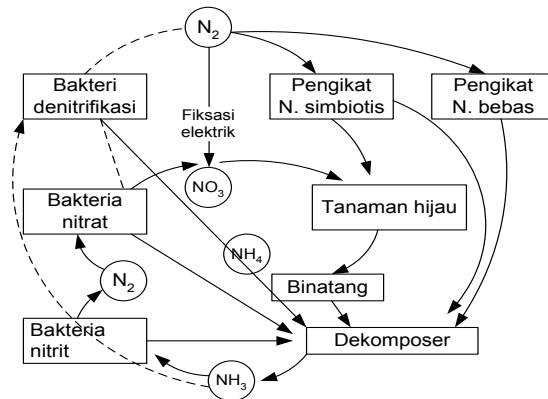 N2
Bakteri
denitrifikasi
Pengikat
N. simbiotis
Pengikat
N. bebas
Fiksasi
elektrik
NO3
Bakteria
nitrat
Tanaman hijau
NH4
N2
Binatang
Bakteria
nitrit
Dekomposer
NH3